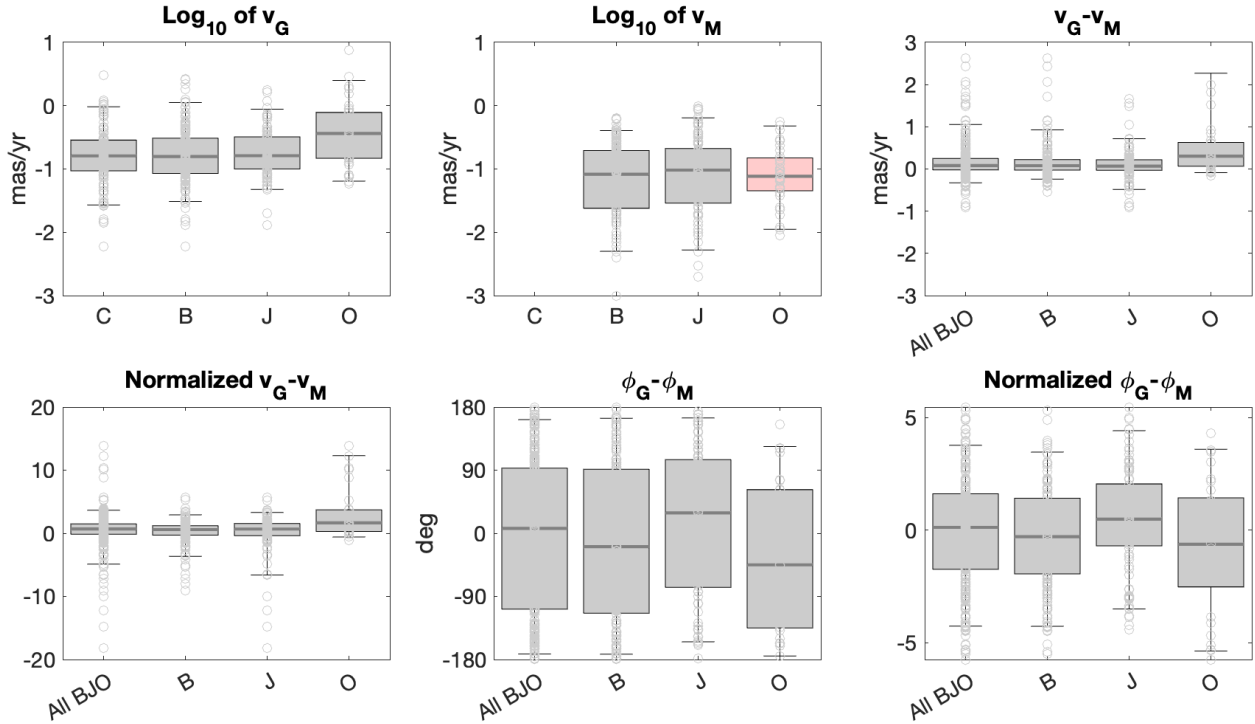 Log10 of vG
mas/yr
1
0
-1
-2
-3
C B J O
Log10 of vM
mas/yr
1
0
-1
-2
-3
C B J O
vG-vM
mas/yr
3
2
1
0
-1
-2
-3
All BJO B J O
Normalized vG-vM
20
10
0
-10
-20
All BJO B J O
ϕG-ϕM
deg
180
90
0
-90
-180
All BJO B J O
Normalized ϕG-ϕM
5
0
-5
All BJO B J O